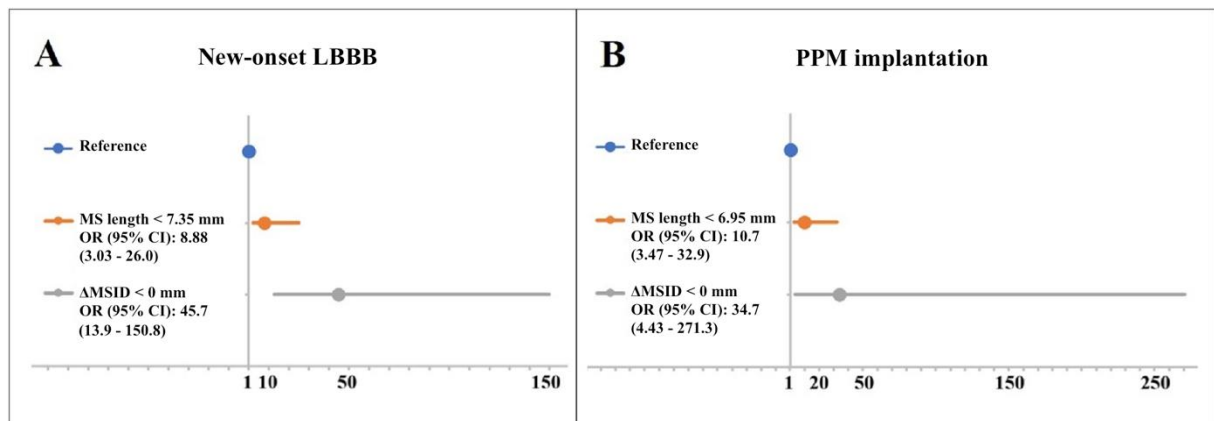 A
New-onset LBBB
Reference
MS length < 7.35 mm
OR (95% CI): 8.88
(3.03 - 26.0)
ΔMSID < 0 mm
OR (95% CI): 45.7
(13.9 - 150.8)
1 10 50 150
B
PPM implantation
Reference
MS length < 6.95 mm
OR (95% CI): 10.7
(3.47 - 32.9)
ΔMSID < 0 mm
OR (95% CI): 34.7
(4.43 - 271.3)
1 20 50 150 250